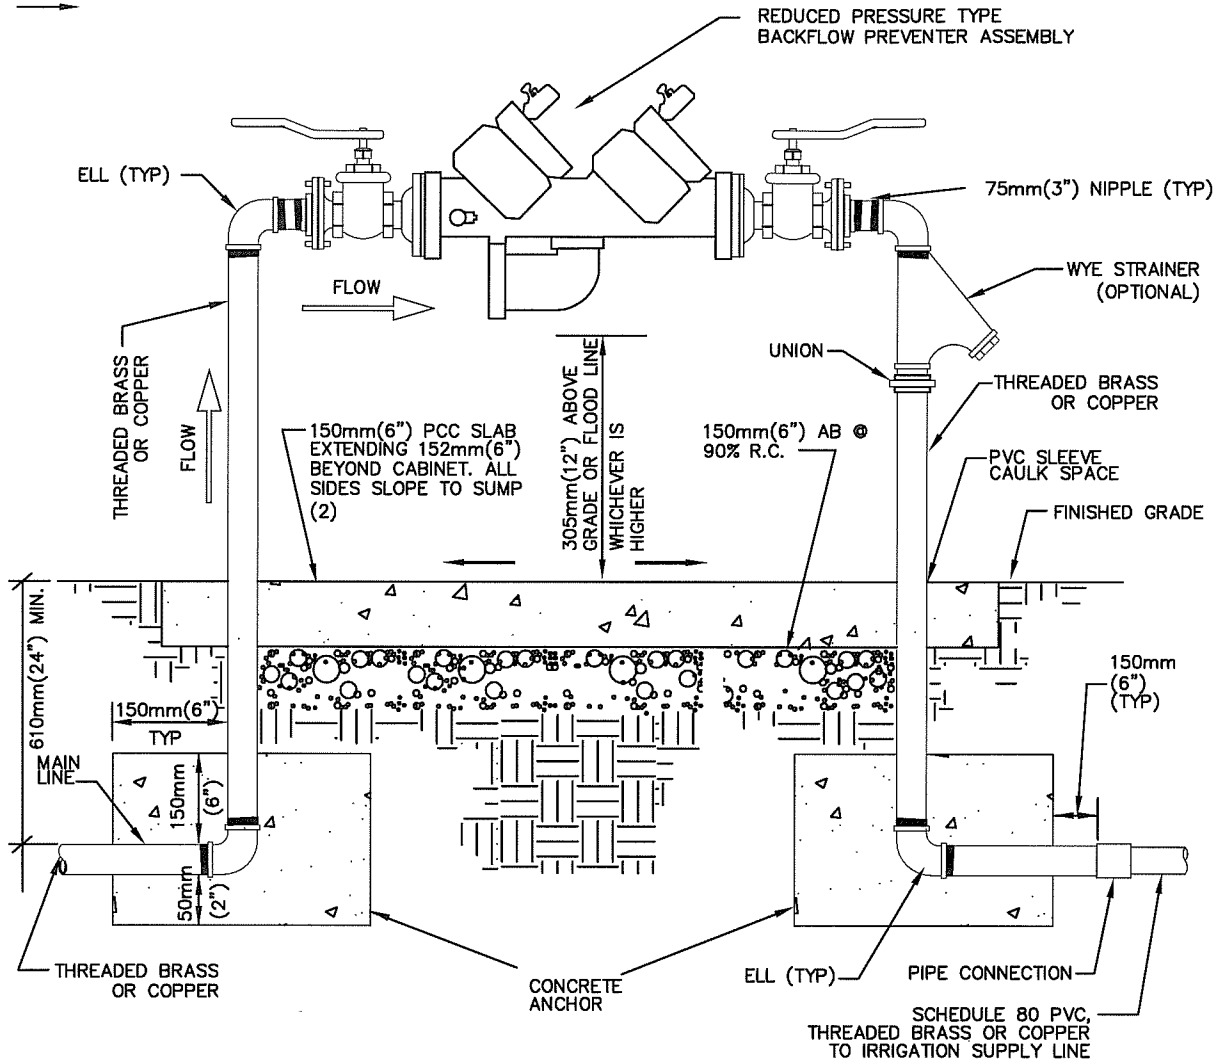 REDUCED PRESSURE TYPE
BACKFLOW PREVENTER ASSEMBLY
ELL (TYP)
75mm(3") NIPPLE (TYP)
FLOW
WYE STRAINER
(OPTIONAL)
UNION
THREADED BRASS
OR COPPER
THREADED BRASS
OR COPPER
FLOW
150mm(6") PCC SLAB
EXTENDING 152mm(6")
BEYOND CABINET. ALL
SIDES SLOPE TO SUMP
(2)
305mm(12") ABOVE
GRADE OR FLOOD LINE
WHICHEVER IS
HIGHER
150mm(6") AB @
90% R.C.
PVC SLEEVE
CAULK SPACE
FINISHED GRADE
610mm(24") MIN.
150mm(6")
TYP
150mm
(6")
(TYP)
MAIN
LINE
150mm
(6")
50mm
(2")
THREADED BRASS
OR COPPER
CONCRETE
ANCHOR
ELL (TYP)
PIPE CONNECTION
SCHEDULE 80 PVC,
THREADED BRASS OR COPPER
TO IRRIGATION SUPPLY LINE